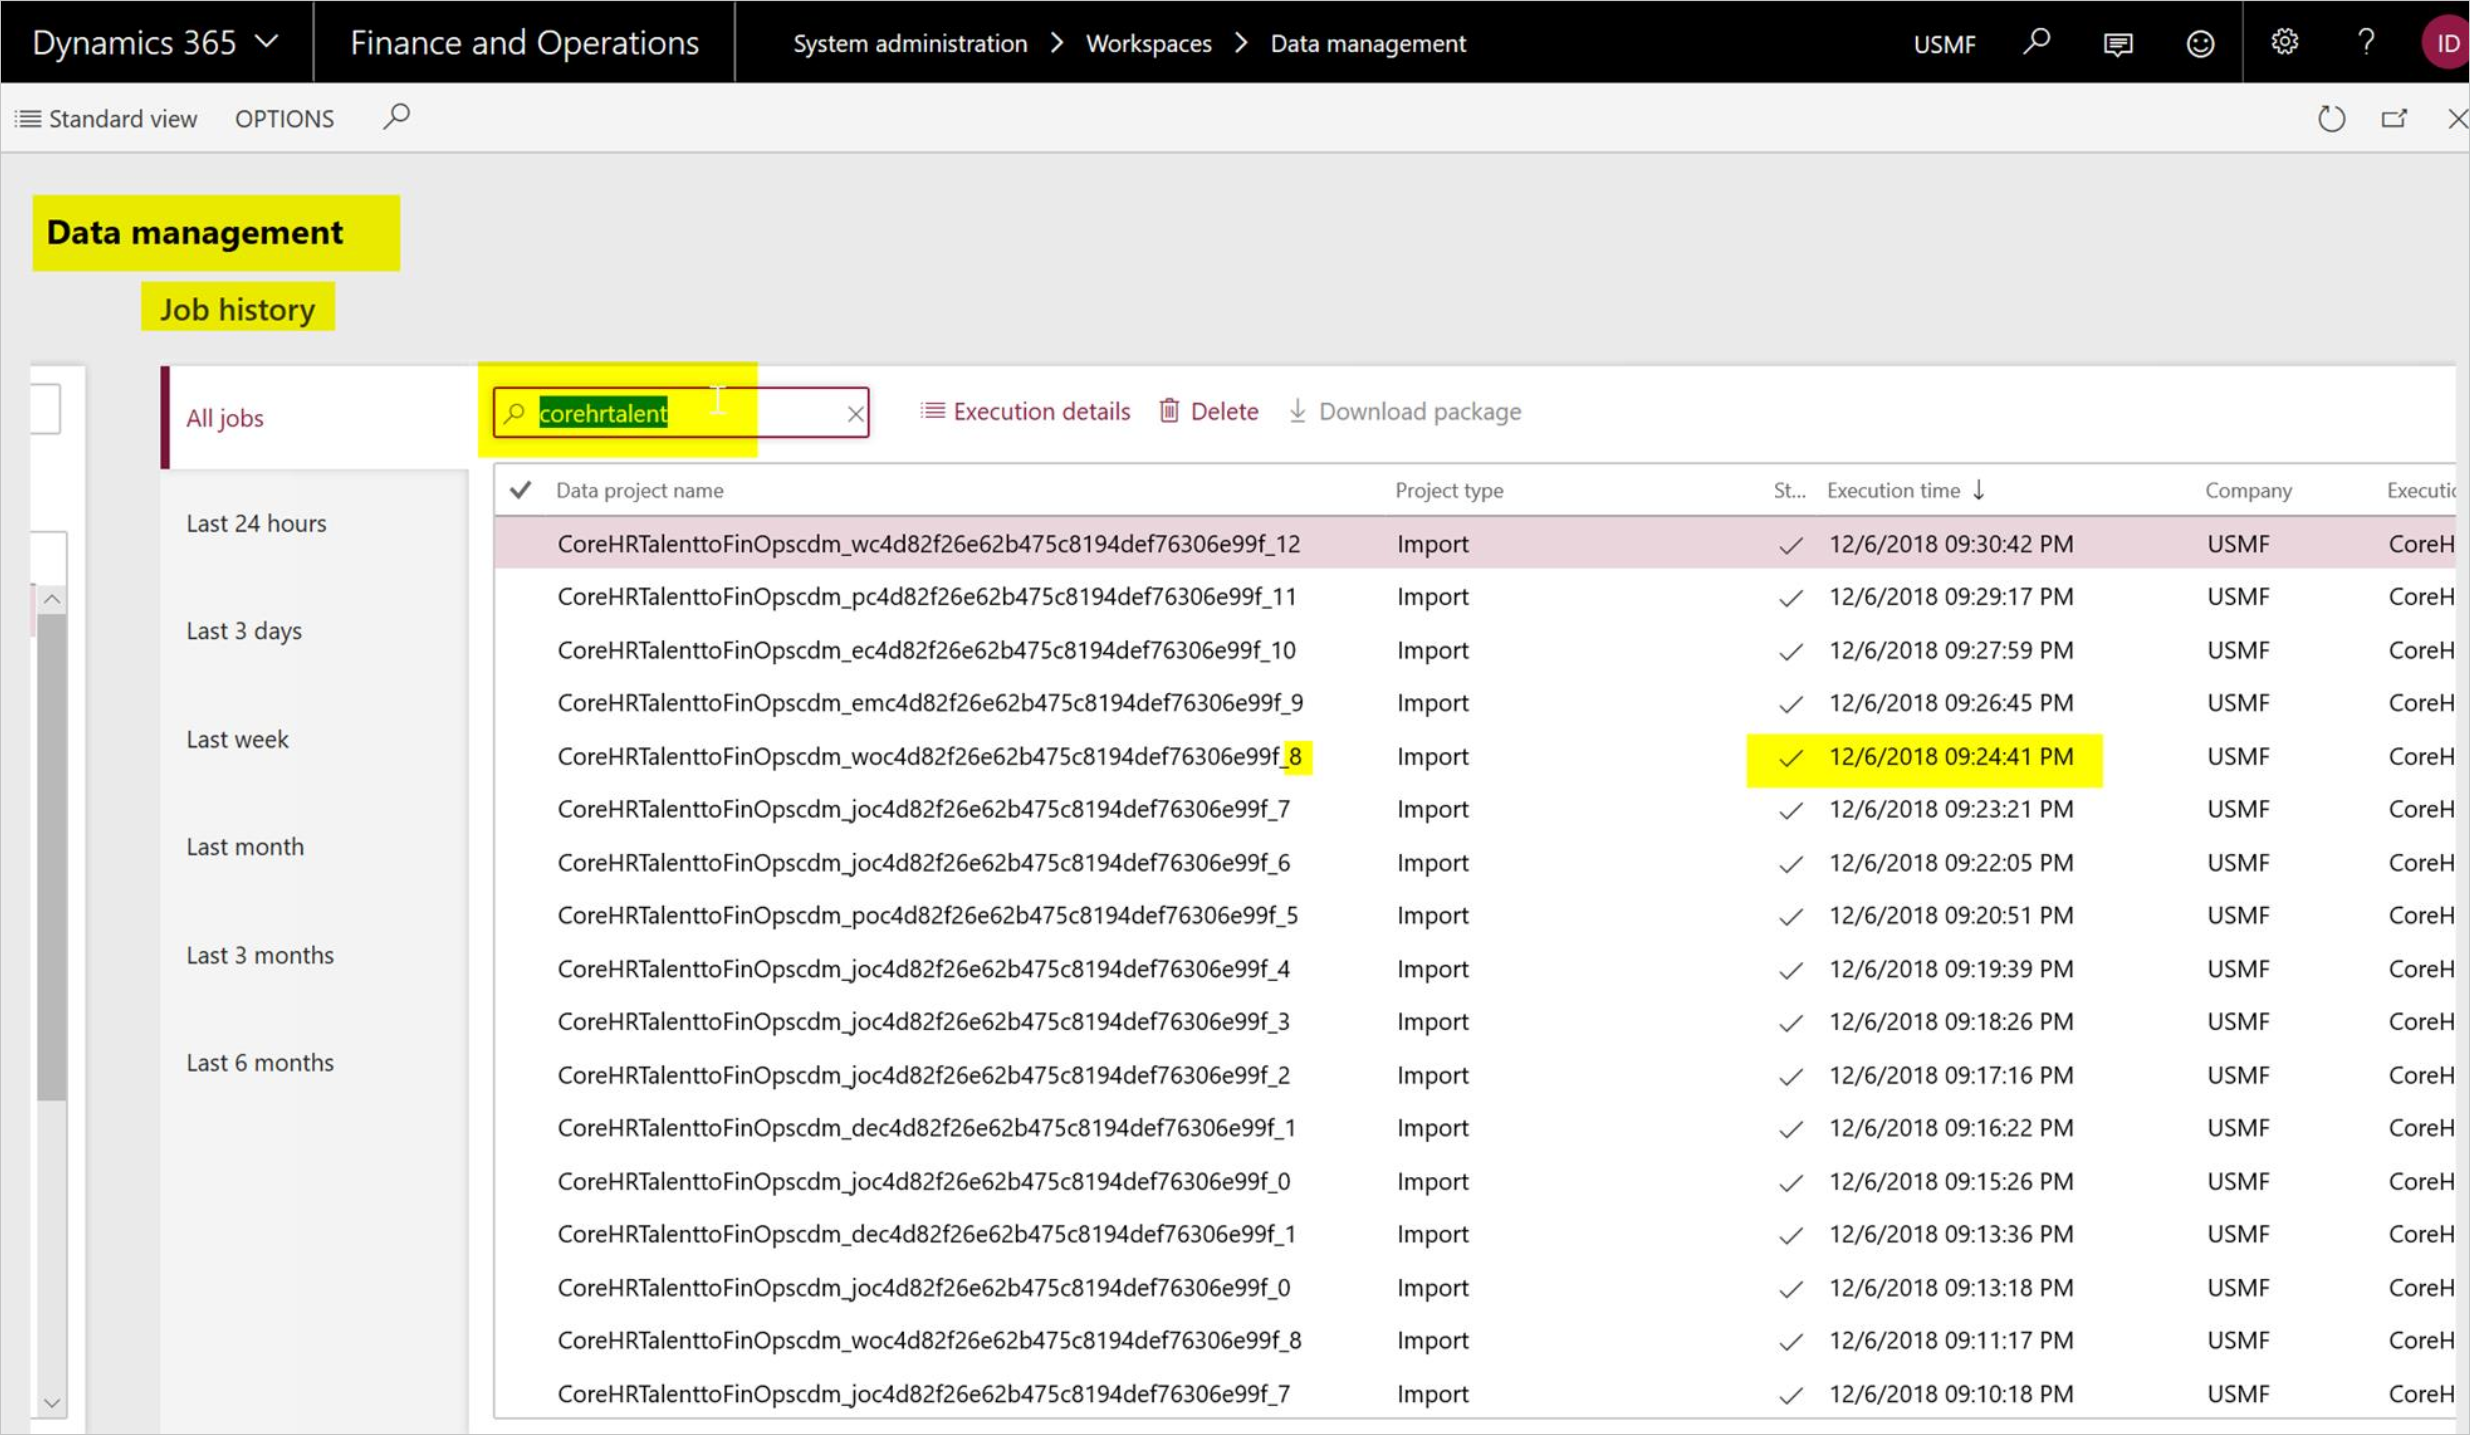 Dynamics 365 Finance and Operations System administration Workspaces Data management USMF ? ID
Standard view OPTIONS
Data management
Job history
All jobs
Last 24 hours
Last 3 days
Last week
Last month
Last 3 months
Last 6 months
corehrtalent Execution details Delete Download package
Data project name Project type St... Execution time Company Executio
CoreHRTalenttoFinOpscdm_wc4d82f26e62b475c8194def76306e99f_12 Import 12/6/2018 09:30:42 PM USMF CoreH
CoreHRTalenttoFinOpscdm_pc4d82f26e62b475c8194def76306e99f_11 Import 12/6/2018 09:29:17 PM USMF CoreH
CoreHRTalenttoFinOpscdm_ec4d82f26e62b475c8194def76306e99f_10 Import 12/6/2018 09:27:59 PM USMF CoreH
CoreHRTalenttoFinOpscdm_emc4d82f26e62b475c8194def76306e99f_9 Import 12/6/2018 09:26:45 PM USMF CoreH
CoreHRTalenttoFinOpscdm_woc4d82f26e62b475c8194def76306e99f_8 Import 12/6/2018 09:24:41 PM USMF CoreH
CoreHRTalenttoFinOpscdm_joc4d82f26e62b475c8194def76306e99f_7 Import 12/6/2018 09:23:21 PM USMF CoreH
CoreHRTalenttoFinOpscdm_joc4d82f26e62b475c8194def76306e99f_6 Import 12/6/2018 09:22:05 PM USMF CoreH
CoreHRTalenttoFinOpscdm_poc4d82f26e62b475c8194def76306e99f_5 Import 12/6/2018 09:20:51 PM USMF CoreH
CoreHRTalenttoFinOpscdm_joc4d82f26e62b475c8194def76306e99f_4 Import 12/6/2018 09:19:39 PM USMF CoreH
CoreHRTalenttoFinOpscdm_joc4d82f26e62b475c8194def76306e99f_3 Import 12/6/2018 09:18:26 PM USMF CoreH
CoreHRTalenttoFinOpscdm_joc4d82f26e62b475c8194def76306e99f_2 Import 12/6/2018 09:17:16 PM USMF CoreH
CoreHRTalenttoFinOpscdm_dec4d82f26e62b475c8194def76306e99f_1 Import 12/6/2018 09:16:22 PM USMF CoreH
CoreHRTalenttoFinOpscdm_joc4d82f26e62b475c8194def76306e99f_0 Import 12/6/2018 09:15:26 PM USMF CoreH
CoreHRTalenttoFinOpscdm_dec4d82f26e62b475c8194def76306e99f_1 Import 12/6/2018 09:13:36 PM USMF CoreH
CoreHRTalenttoFinOpscdm_joc4d82f26e62b475c8194def76306e99f_0 Import 12/6/2018 09:13:18 PM USMF CoreH
CoreHRTalenttoFinOpscdm_woc4d82f26e62b475c8194def76306e99f_8 Import 12/6/2018 09:11:17 PM USMF CoreH
CoreHRTalenttoFinOpscdm_joc4d82f26e62b475c8194def76306e99f_7 Import 12/6/2018 09:10:18 PM USMF CoreH